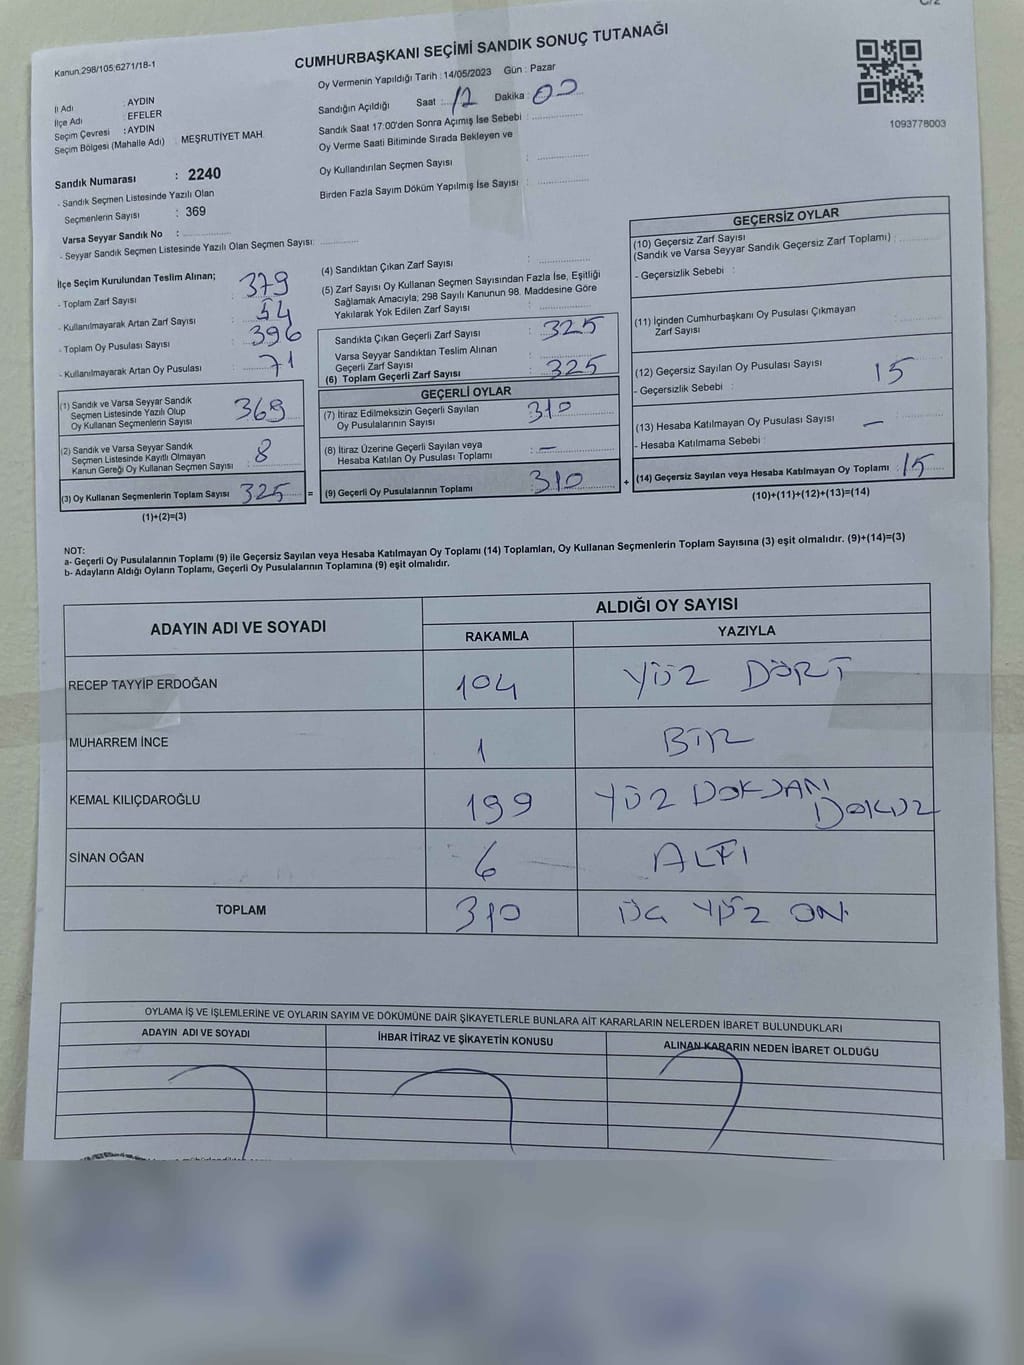 Kanun.298/105;6271/18-1
CUMHURBAŞKANI SEÇİMİ SANDIK SONUÇ TUTANAĞI
1093778003
İl Adı : AYDIN
İlçe Adı : EFELER
Seçim Çevresi : AYDIN
Seçim Bölgesi (Mahalle Adı) : MEŞRUTİYET MAH.
Sandık Numarası : 2240
- Sandık Seçmen Listesinde Yazılı Olan
Seçmenlerin Sayısı : 369
Varsa Seyyar Sandık No :
- Seyyar Sandık Seçmen Listesinde Yazılı Olan Seçmen Sayısı:
Oy Vermenin Yapıldığı Tarih : 14/05/2023 Gün : Pazar
Sandığın Açıldığı Saat : 12 Dakika : 00
Sandık Saat 17:00'den Sonra Açımış İse Sebebi :
Oy Verme Saati Bitiminde Sırada Bekleyen ve
Oy Kullandırılan Seçmen Sayısı :
Birden Fazla Sayım Döküm Yapılmış İse Sayısı :
İlçe Seçim Kurulundan Teslim Alınan;
- Toplam Zarf Sayısı : 379
- Kullanılmayarak Artan Zarf Sayısı : 54
- Toplam Oy Pusulası Sayısı : 396
- Kullanılmayarak Artan Oy Pusulası : 71
(1) Sandık ve Varsa Seyyar Sandık
Seçmen Listesinde Yazılı Olup
Oy Kullanan Seçmenlerin Sayısı 369
(2) Sandık ve Varsa Seyyar Sandık
Seçmen Listesinde Kayıtlı Olmayan
Kanun Gereği Oy Kullanan Seçmen Sayısı : 8
(3) Oy Kullanan Seçmenlerin Toplam Sayısı 325 =
(1)+(2)=(3)
(4) Sandıktan Çıkan Zarf Sayısı :
(5) Zarf Sayısı Oy Kullanan Seçmen Sayısından Fazla İse, Eşitliği
Sağlamak Amacıyla; 298 Sayılı Kanunun 98. Maddesine Göre
Yakılarak Yok Edilen Zarf Sayısı :
Sandıkta Çıkan Geçerli Zarf Sayısı : 325
Varsa Seyyar Sandıktan Teslim Alınan
Geçerli Zarf Sayısı :
(6) Toplam Geçerli Zarf Sayısı : 325
GEÇERLİ OYLAR
(7) İtiraz Edilmeksizin Geçerli Sayılan
Oy Pusulalarının Sayısı : 310
(8) İtiraz Üzerine Geçerli Sayılan veya
Hesaba Katılan Oy Pusulası Toplamı : -
(9) Geçerli Oy Pusulalarının Toplamı : 310 +
GEÇERSİZ OYLAR
(10) Geçersiz Zarf Sayısı
(Sandık ve Varsa Seyyar Sandık Geçersiz Zarf Toplamı) :
- Geçersizlik Sebebi :
(11) İçinden Cumhurbaşkanı Oy Pusulası Çıkmayan
Zarf Sayısı :
(12) Geçersiz Sayılan Oy Pusulası Sayısı : 15
- Geçersizlik Sebebi :
(13) Hesaba Katılmayan Oy Pusulası Sayısı : -
- Hesaba Katılmama Sebebi :
(14) Geçersiz Sayılan veya Hesaba Katılmayan Oy Toplamı : 15
(10)+(11)+(12)+(13)=(14)
NOT:
a- Geçerli Oy Pusulalarının Toplamı (9) ile Geçersiz Sayılan veya Hesaba Katılmayan Oy Toplamı (14) Toplamları, Oy Kullanan Seçmenlerin Toplam Sayısına (3) eşit olmalıdır. (9)+(14)=(3)
b- Adayların Aldığı Oyların Toplamı, Geçerli Oy Pusulalarının Toplamına (9) eşit olmalıdır.
ADAYIN ADI VE SOYADI
ALDIĞI OY SAYISI
RAKAMLA YAZIYLA
RECEP TAYYİP ERDOĞAN 104 YÜZ DÖRT
MUHARREM İNCE 1 BİR
KEMAL KILIÇDAROĞLU 199 YÜZ DOKSAN DOKUZ
SİNAN OĞAN 6 ALTI
TOPLAM 310 ÜÇ YÜZ ON.
OYLAMA İŞ VE İŞLEMLERİNE VE OYLARIN SAYIM VE DÖKÜMÜNE DAİR ŞİKAYETLERLE BUNLARA AİT KARARLARIN NELERDEN İBARET BULUNDUKLARI
ADAYIN ADI VE SOYADI İHBAR İTİRAZ VE ŞİKAYETİN KONUSU ALINAN KARARIN NEDEN İBARET OLDUĞU